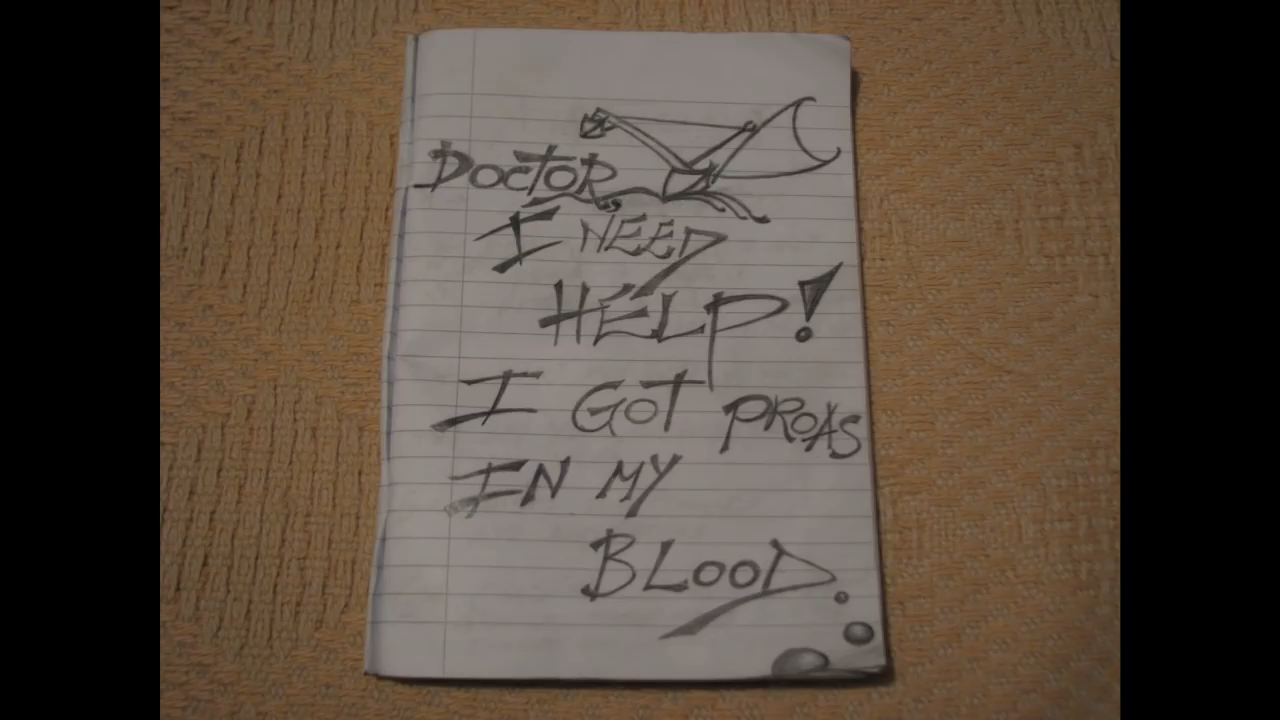 DOCTOR
I NEED
HELP!
I GOT PROAS
IN MY
BLOOD.